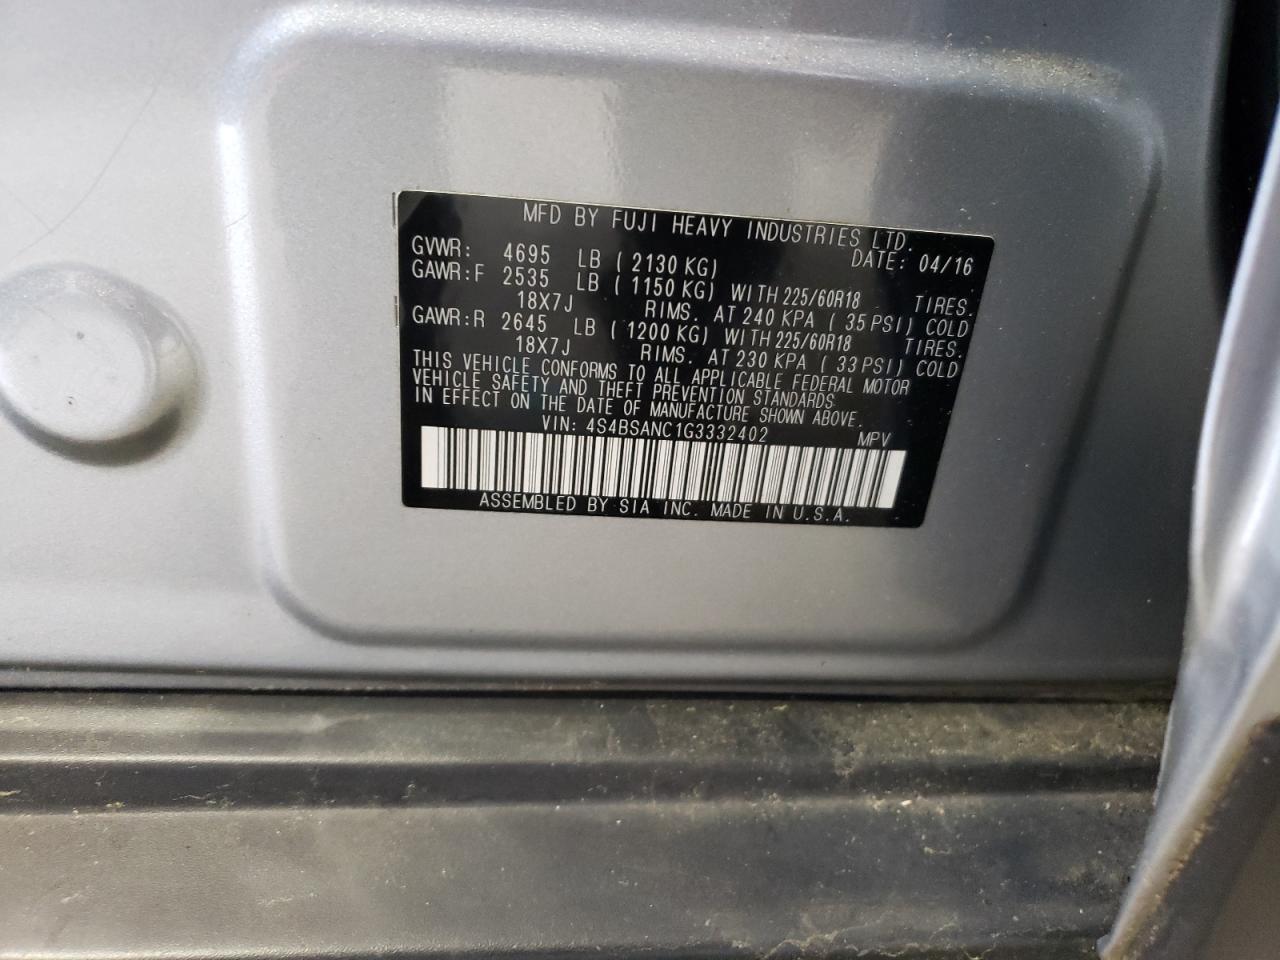 MFD BY FUJI HEAVY INDUSTRIES LTD.
GVWR: 4695 LB (2130 KG) DATE: 04/16
GAWR:F 2535 LB (1150 KG) WITH 225/60R18 TIRES.
18X7J RIMS. AT 240 KPA (35 PSI) COLD
GAWR:R 2645 LB (1200 KG) WITH 225/60R18 TIRES.
18X7J RIMS. AT 230 KPA (33 PSI) COLD
THIS VEHICLE CONFORMS TO ALL APPLICABLE FEDERAL MOTOR
VEHICLE SAFETY AND THEFT PREVENTION STANDARDS
IN EFFECT ON THE DATE OF MANUFACTURE SHOWN ABOVE.
VIN: 4S4BSANC1G3332402 MPV
ASSEMBLED BY SIA INC. MADE IN U.S.A.